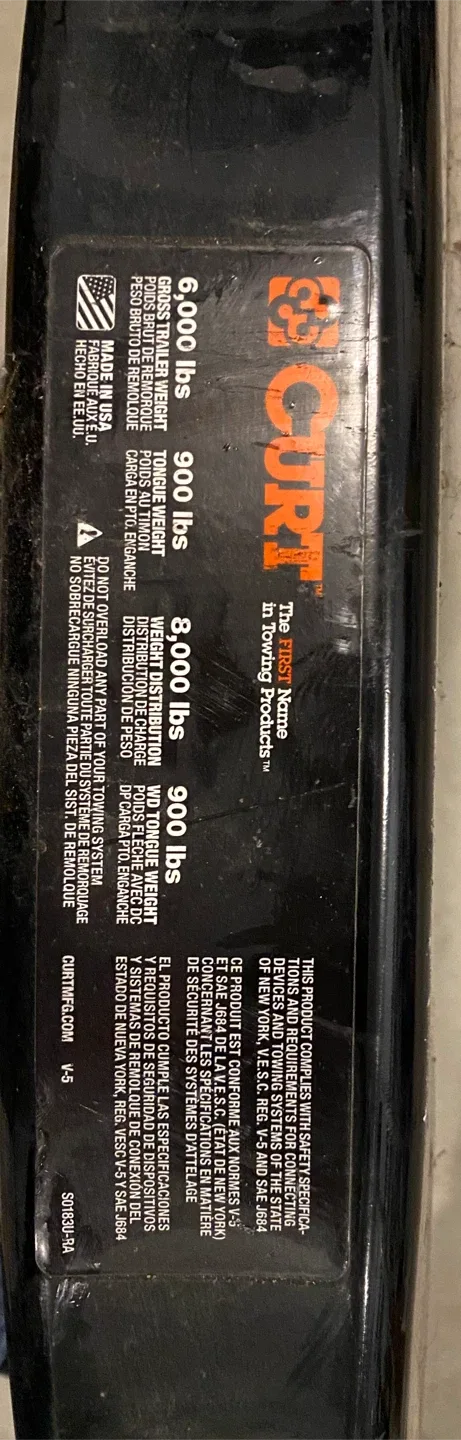 CURT™
The FIRST Name
in Towing Products™
6,000 lbs
GROSS TRAILER WEIGHT
POIDS BRUT DE REMORQUE
PESO BRUTO DE REMOLQUE
900 lbs
TONGUE WEIGHT
POIDS AU TIMON
CARGA EN PTO. ENGANCHE
8,000 lbs
WEIGHT DISTRIBUTION
DISTRIBUTION DE CHARGE
DISTRIBUCIÓN DE PESO
900 lbs
WD TONGUE WEIGHT
POIDS FLÈCHE AVEC DC
DP CARGA PTO. ENGANCHE
MADE IN USA
FABRIQUÉ AUX É.U.
HECHO EN EE.UU.
DO NOT OVERLOAD ANY PART OF YOUR TOWING SYSTEM
ÉVITEZ DE SURCHARGER TOUTE PARTIE DU SYSTÈME DE REMORQUAGE
NO SOBRECARGUE NINGUNA PIEZA DEL SIST. DE REMOLQUE
THIS PRODUCT COMPLIES WITH SAFETY SPECIFICA-
TIONS AND REQUIREMENTS FOR CONNECTING
DEVICES AND TOWING SYSTEMS OF THE STATE
OF NEW YORK, V.E.S.C. REG. V-5 AND SAE J684
CE PRODUIT EST CONFORME AUX NORMES V-5
ET SAE J684 DE LA V.E.S.C. (ÉTAT DE NEW YORK)
CONCERNANT LES SPÉCIFICATIONS EN MATIÈRE
DE SÉCURITÉ DES SYSTÈMES D'ATTELAGE
EL PRODUCTO CUMPLE LAS ESPECIFICACIONES
Y REQUISITOS DE SEGURIDAD DE DISPOSITIVOS
Y SISTEMAS DE REMOLQUE DE CONEXIÓN DEL
ESTADO DE NUEVA YORK, REG. VESC V-5 Y SAE J684
CURTMFG.COM V-5 S0183U-RA